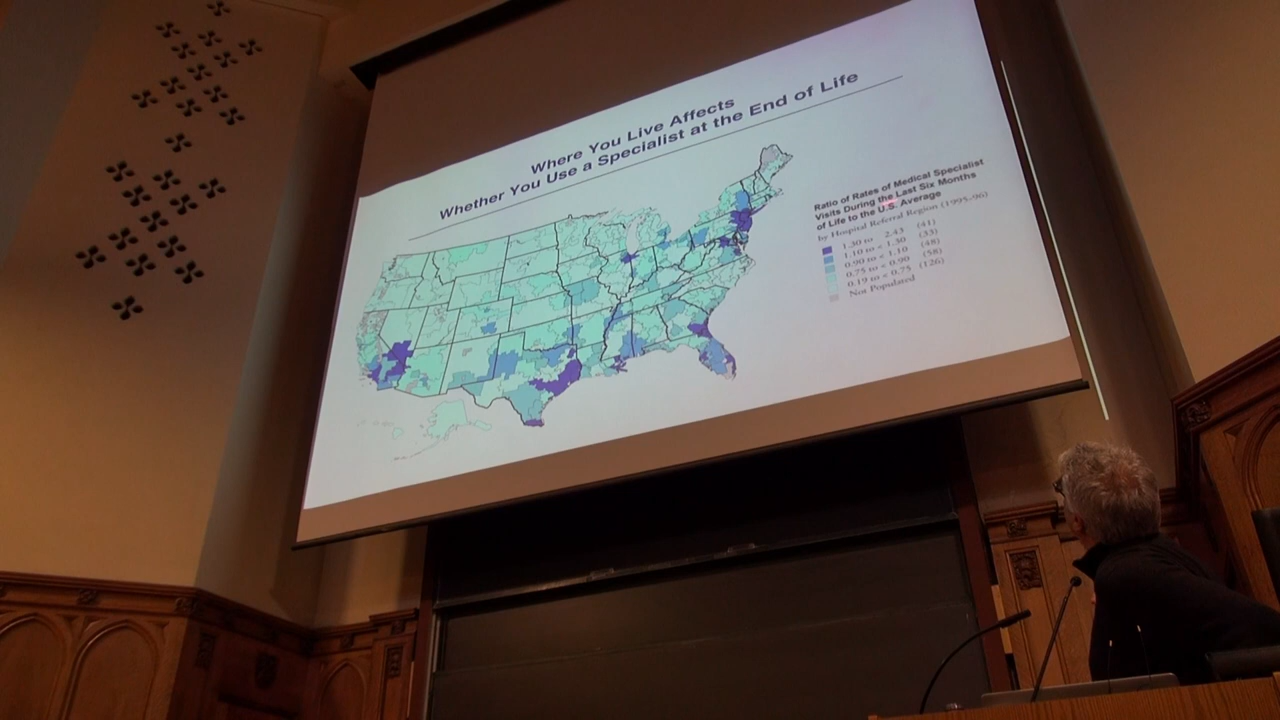 Where You Live Affects
Whether You Use a Specialist at the End of Life
Ratio of Rates of Medical Specialist
Visits During the Last Six Months
of Life to the U.S. Average
by Hospital Referral Region (1995-96)
1.30 to 2.43 (41)
1.10 to < 1.30 (33)
0.90 to < 1.10 (48)
0.75 to < 0.90 (58)
0.19 to < 0.75 (126)
Not Populated